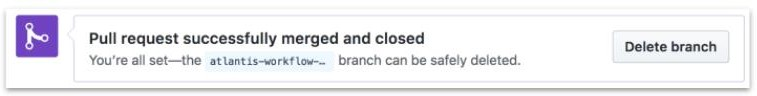 Pull request successfully merged and closed
Delete branch
You're all set—the atlantis-workflow-… branch can be safely deleted.